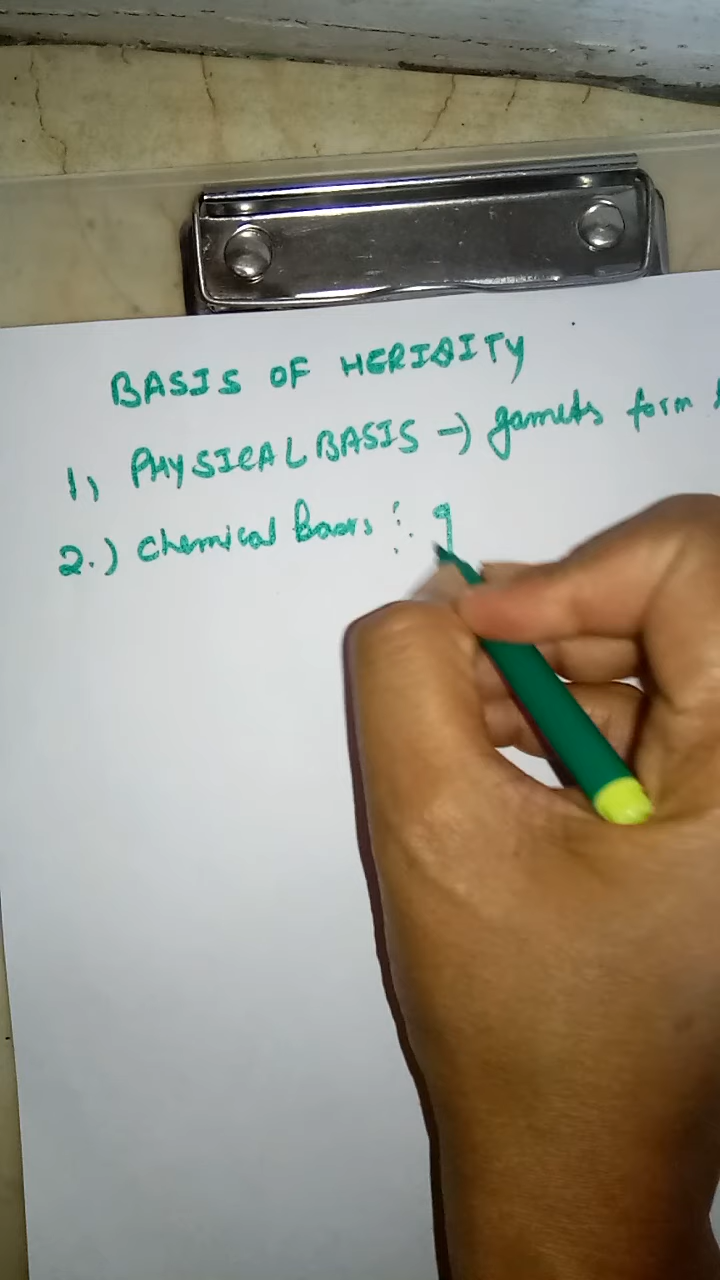 BASIS OF HERIDITY
1, PHYSICAL BASIS -> gamets form
2.) Chemical Basis : g